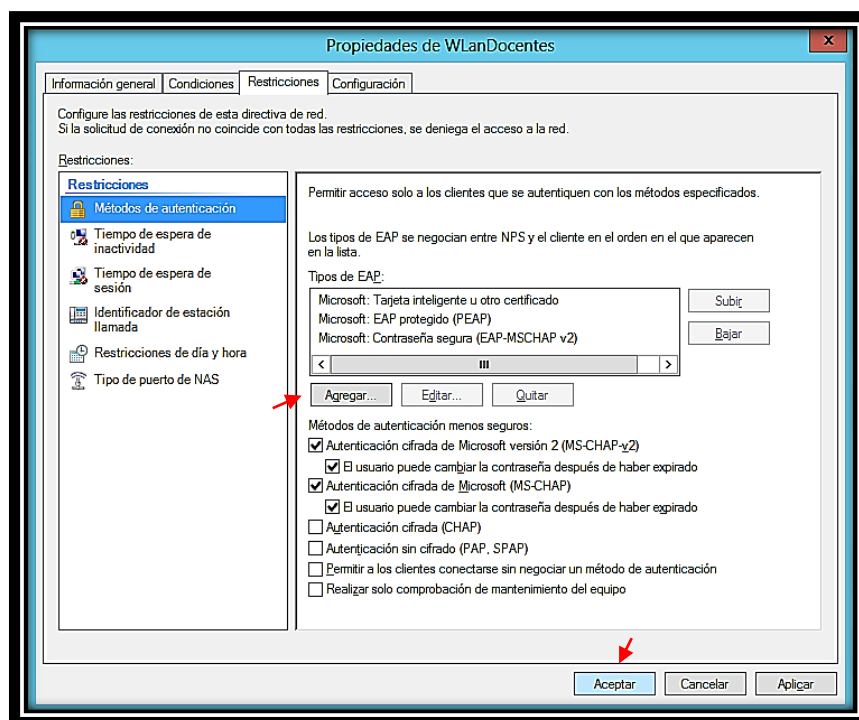 Propiedades de WLanDocentes
x
Información general
Condiciones
Restricciones
Configuración
Configure las restricciones de esta directiva de red.
Si la solicitud de conexión no coincide con todas las restricciones, se deniega el acceso a la red.
Restricciones:
Restricciones
Métodos de autenticación
Tiempo de espera de
inactividad
Tiempo de espera de
sesión
Identificador de estación
llamada
Restricciones de día y hora
Tipo de puerto de NAS
Permitir acceso solo a los clientes que se autentiquen con los métodos especificados.
Los tipos de EAP se negocian entre NPS y el cliente en el orden en el que aparecen
en la lista.
Tipos de EAP:
Microsoft: Tarjeta inteligente u otro certificado
Microsoft: EAP protegido (PEAP)
Microsoft: Contraseña segura (EAP-MSCHAP v2)
Subir
Bajar
Agregar...
Editar...
Quitar
Métodos de autenticación menos seguros:
Autenticación cifrada de Microsoft versión 2 (MS-CHAP-v2)
El usuario puede cambiar la contraseña después de haber expirado
Autenticación cifrada de Microsoft (MS-CHAP)
El usuario puede cambiar la contraseña después de haber expirado
Autenticación cifrada (CHAP)
Autenticación sin cifrado (PAP, SPAP)
Permitir a los clientes conectarse sin negociar un método de autenticación
Realizar solo comprobación de mantenimiento del equipo
Aceptar
Cancelar
Aplicar